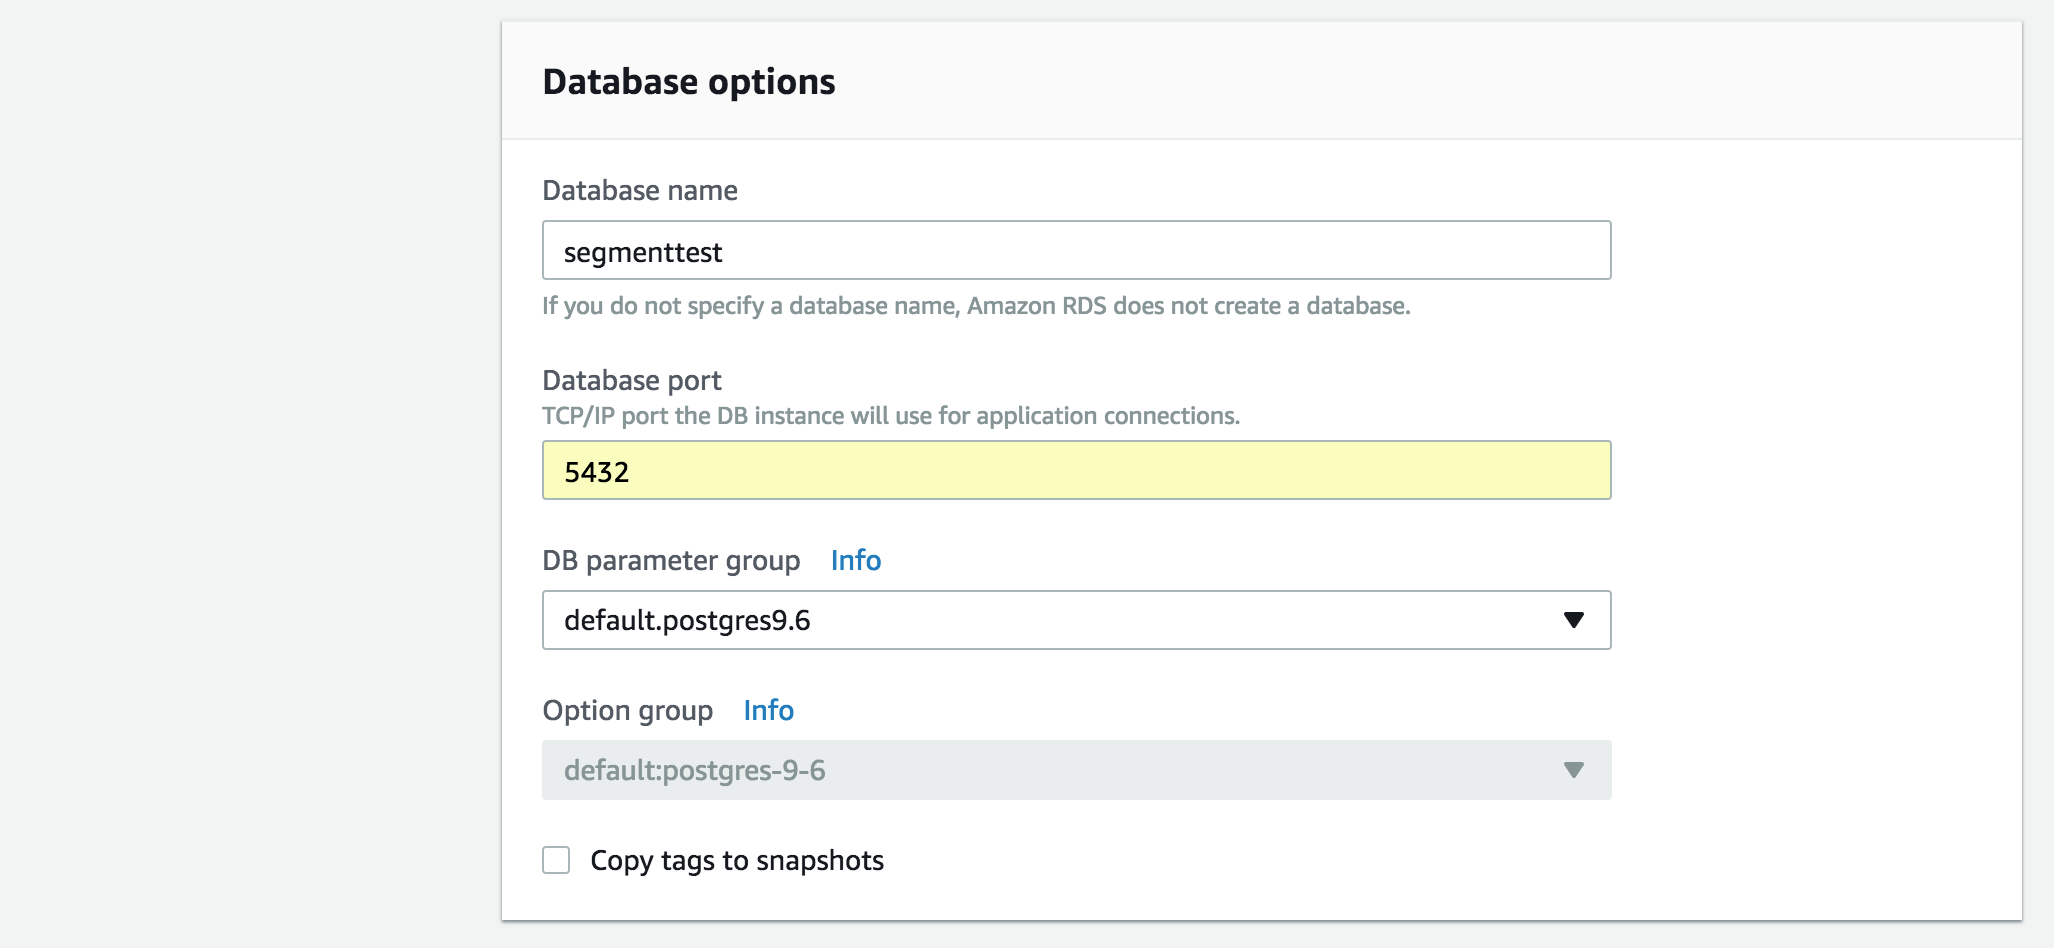 Database options
Database name
segmenttest
If you do not specify a database name, Amazon RDS does not create a database.
Database port
TCP/IP port the DB instance will use for application connections.
5432
DB parameter group Info
default.postgres9.6
Option group Info
default:postgres-9-6
Copy tags to snapshots